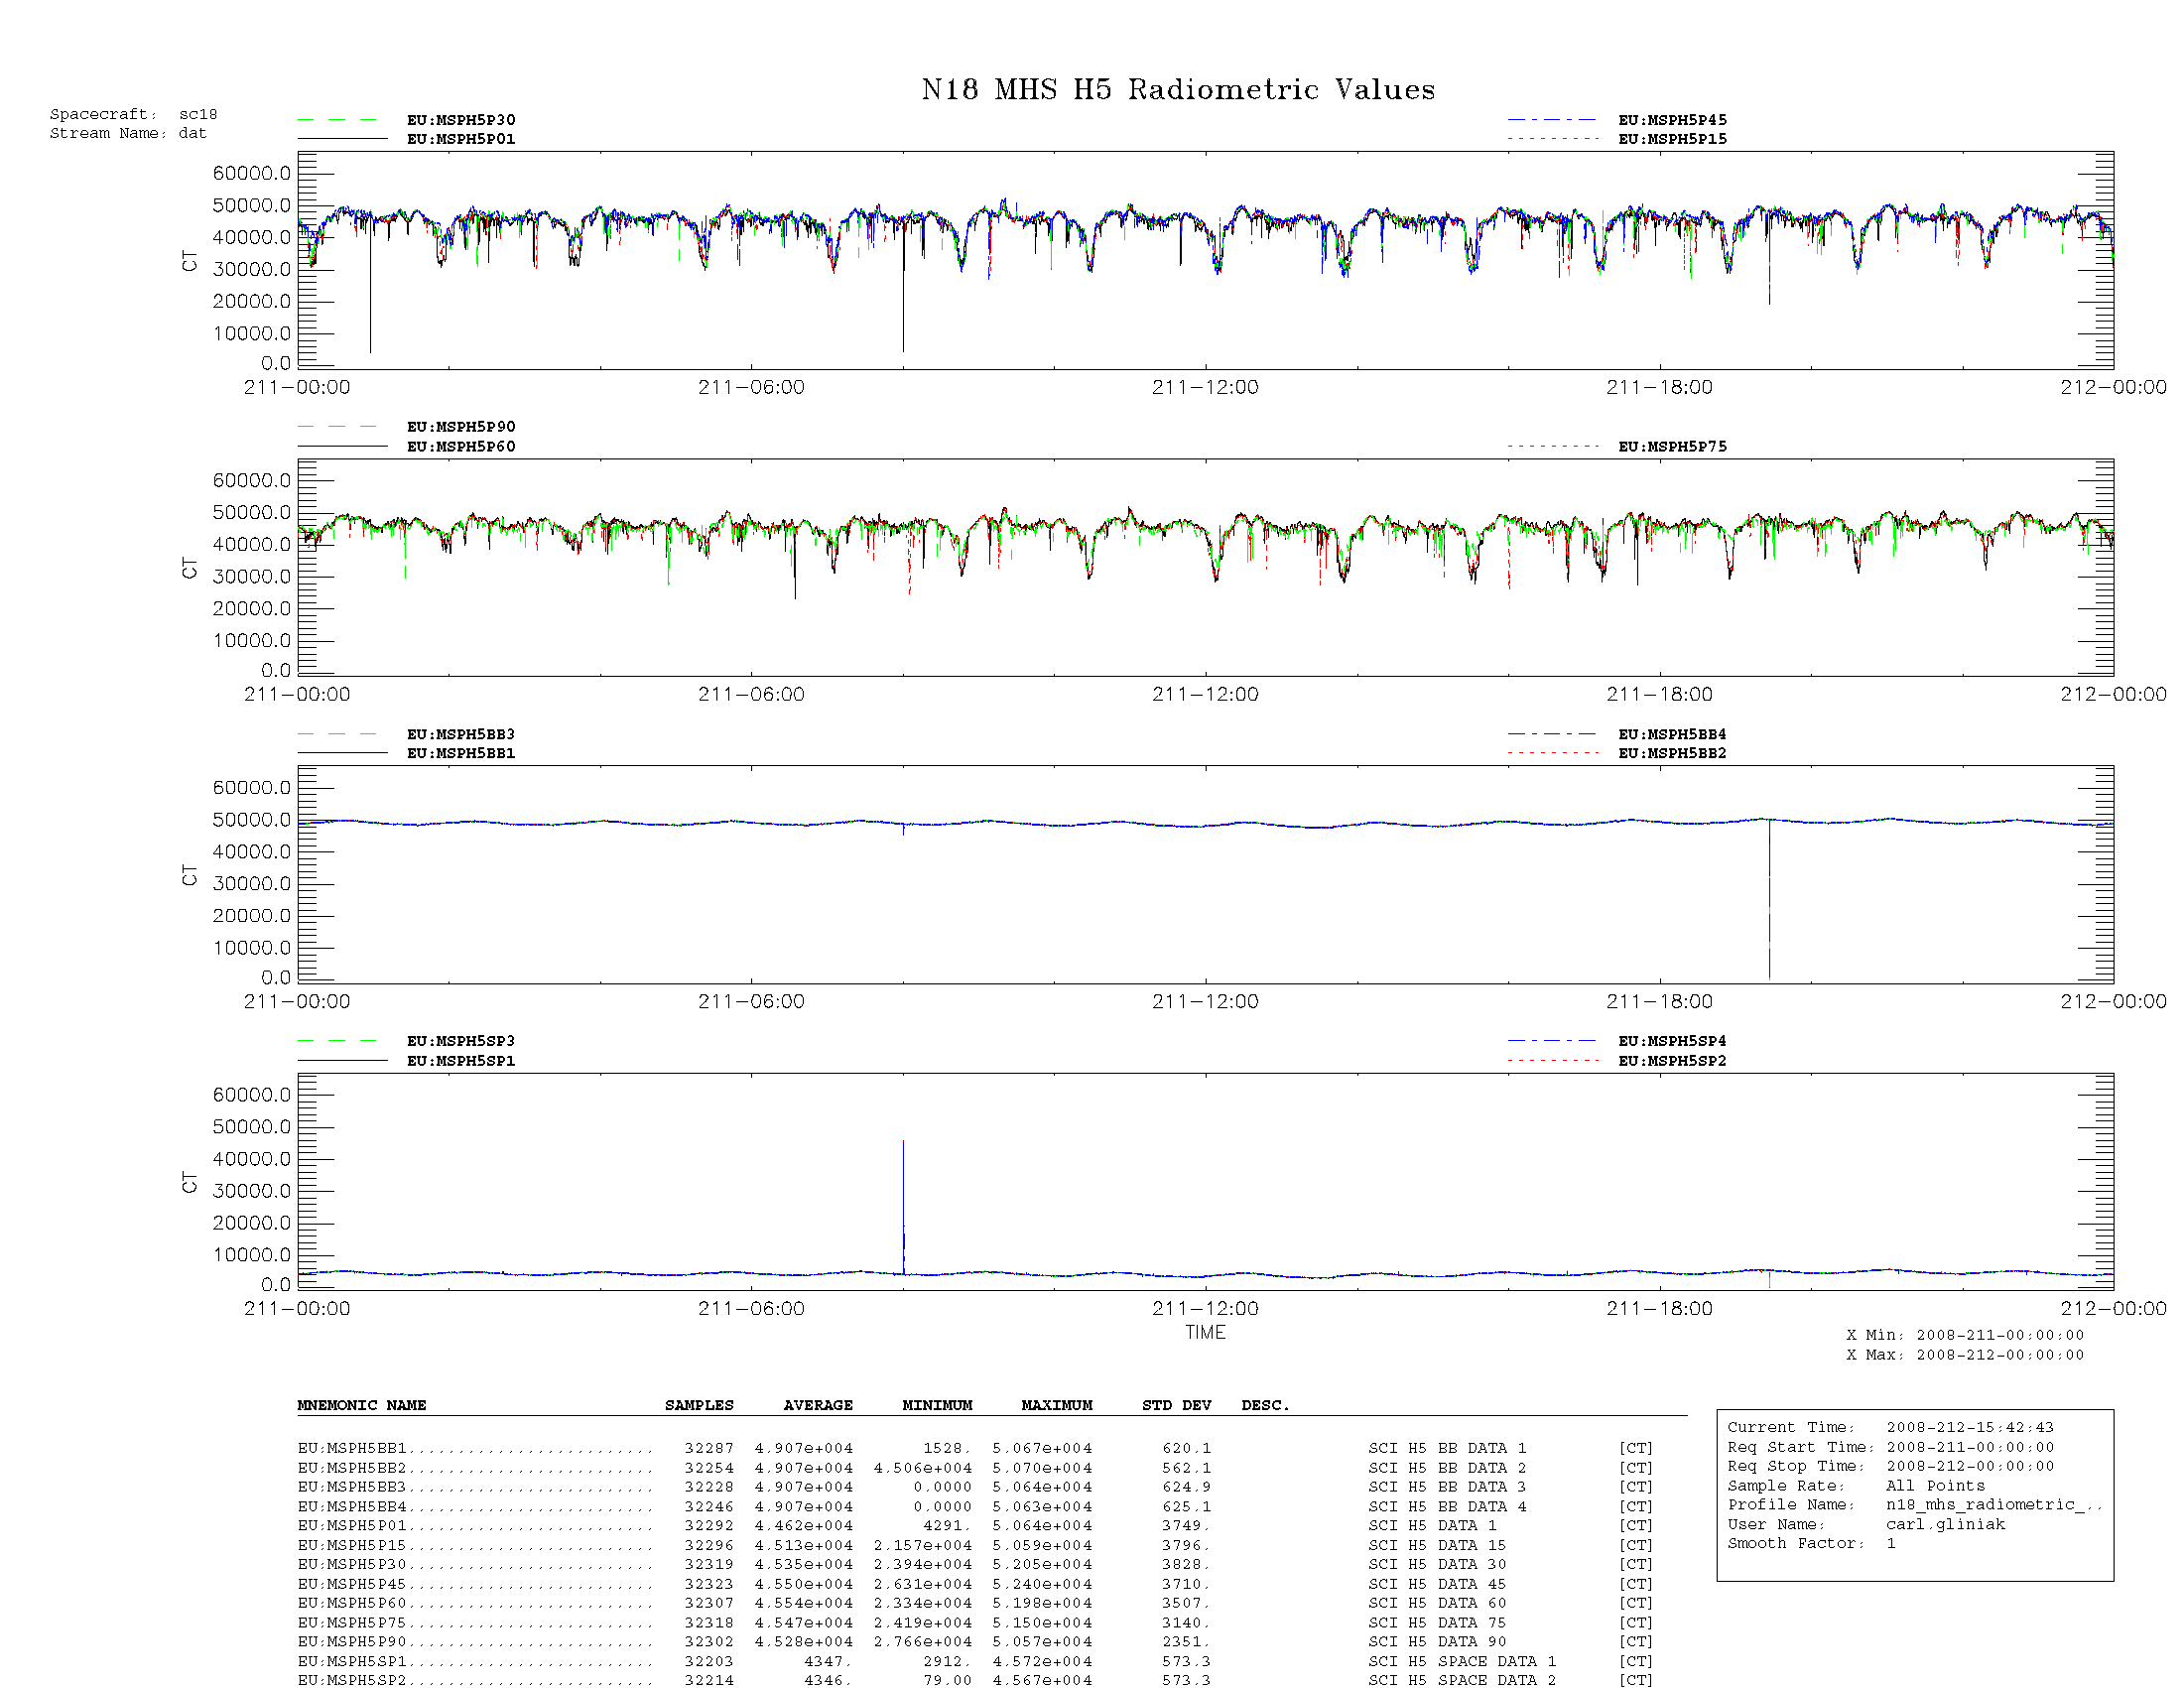 N18 MHS H5 Radiometric Values
Spacecraft: sc18
Stream Name: dat
EU:MSPH5P30 EU:MSPH5P45
EU:MSPH5P01 EU:MSPH5P15
60000.0
50000.0
40000.0
30000.0
20000.0
10000.0
0.0
CT
211-00:00 211-06:00 211-12:00 211-18:00 212-00:00
EU:MSPH5P90
EU:MSPH5P60 EU:MSPH5P75
60000.0
50000.0
40000.0
30000.0
20000.0
10000.0
0.0
CT
211-00:00 211-06:00 211-12:00 211-18:00 212-00:00
EU:MSPH5BB3 EU:MSPH5BB4
EU:MSPH5BB1 EU:MSPH5BB2
60000.0
50000.0
40000.0
30000.0
20000.0
10000.0
0.0
CT
211-00:00 211-06:00 211-12:00 211-18:00 212-00:00
EU:MSPH5SP3 EU:MSPH5SP4
EU:MSPH5SP1 EU:MSPH5SP2
60000.0
50000.0
40000.0
30000.0
20000.0
10000.0
0.0
CT
211-00:00 211-06:00 211-12:00 211-18:00 212-00:00
TIME
X Min: 2008-211-00:00:00
X Max: 2008-212-00:00:00
MNEMONIC NAME SAMPLES AVERAGE MINIMUM MAXIMUM STD DEV DESC.
EU:MSPH5BB1......................... 32287 4.907e+004 1528. 5.067e+004 620.1 SCI H5 BB DATA 1 [CT]
EU:MSPH5BB2......................... 32254 4.907e+004 4.506e+004 5.070e+004 562.1 SCI H5 BB DATA 2 [CT]
EU:MSPH5BB3......................... 32228 4.907e+004 0.0000 5.064e+004 624.9 SCI H5 BB DATA 3 [CT]
EU:MSPH5BB4......................... 32246 4.907e+004 0.0000 5.063e+004 625.1 SCI H5 BB DATA 4 [CT]
EU:MSPH5P01......................... 32292 4.462e+004 4291. 5.064e+004 3749. SCI H5 DATA 1 [CT]
EU:MSPH5P15......................... 32296 4.513e+004 2.157e+004 5.059e+004 3796. SCI H5 DATA 15 [CT]
EU:MSPH5P30......................... 32319 4.535e+004 2.394e+004 5.205e+004 3828. SCI H5 DATA 30 [CT]
EU:MSPH5P45......................... 32323 4.550e+004 2.631e+004 5.240e+004 3710. SCI H5 DATA 45 [CT]
EU:MSPH5P60......................... 32307 4.554e+004 2.334e+004 5.198e+004 3507. SCI H5 DATA 60 [CT]
EU:MSPH5P75......................... 32318 4.547e+004 2.419e+004 5.150e+004 3140. SCI H5 DATA 75 [CT]
EU:MSPH5P90......................... 32302 4.528e+004 2.766e+004 5.057e+004 2351. SCI H5 DATA 90 [CT]
EU:MSPH5SP1......................... 32203 4347. 2912. 4.572e+004 573.3 SCI H5 SPACE DATA 1 [CT]
EU:MSPH5SP2......................... 32214 4346. 79.00 4.567e+004 573.3 SCI H5 SPACE DATA 2 [CT]
Current Time: 2008-212-15:42:43
Req Start Time: 2008-211-00:00:00
Req Stop Time: 2008-212-00:00:00
Sample Rate: All Points
Profile Name: n18_mhs_radiometric_..
User Name: carl.gliniak
Smooth Factor: 1